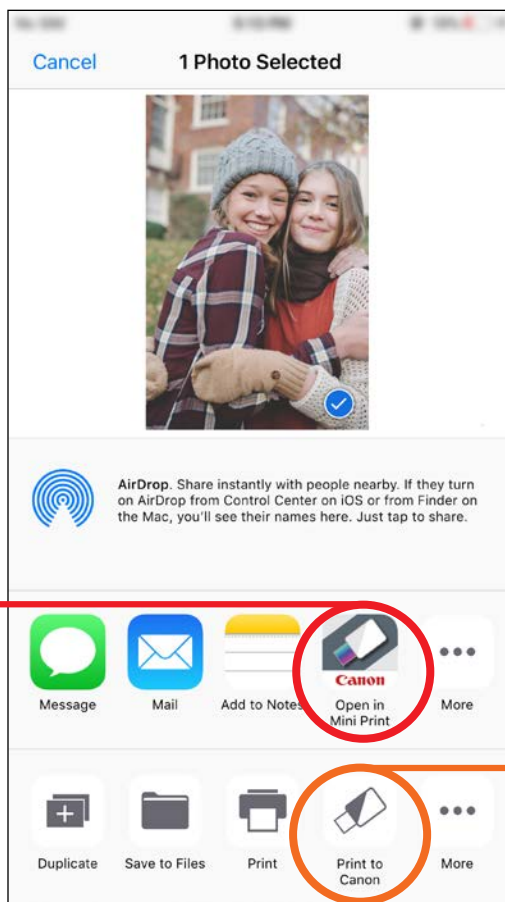 Cancel
1 Photo Selected
AirDrop. Share instantly with people nearby. If they turn
on AirDrop from Control Center on iOS or from Finder on
the Mac, you'll see their names here. Just tap to share.
Canon
Message
Mail
Add to Notes
Open in
Mini Print
More
Duplicate
Save to Files
Print
Print to
Canon
More